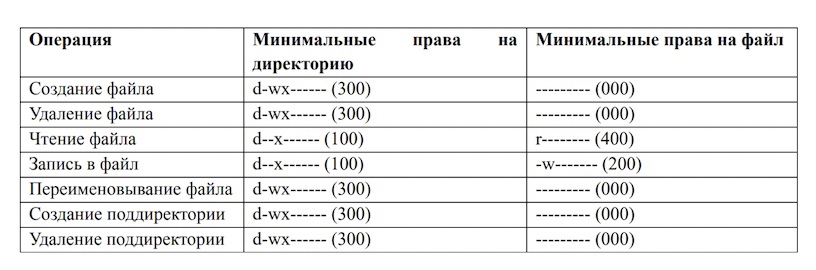 Операция Минимальные права на директорию Минимальные права на файл
Создание файла d-wx------ (300) --------- (000)
Удаление файла d-wx------ (300) --------- (000)
Чтение файла d--x------ (100) r-------- (400)
Запись в файл d--x------ (100) -w------- (200)
Переименовывание файла d-wx------ (300) --------- (000)
Создание поддиректории d-wx------ (300) --------- (000)
Удаление поддиректории d-wx------ (300) --------- (000)